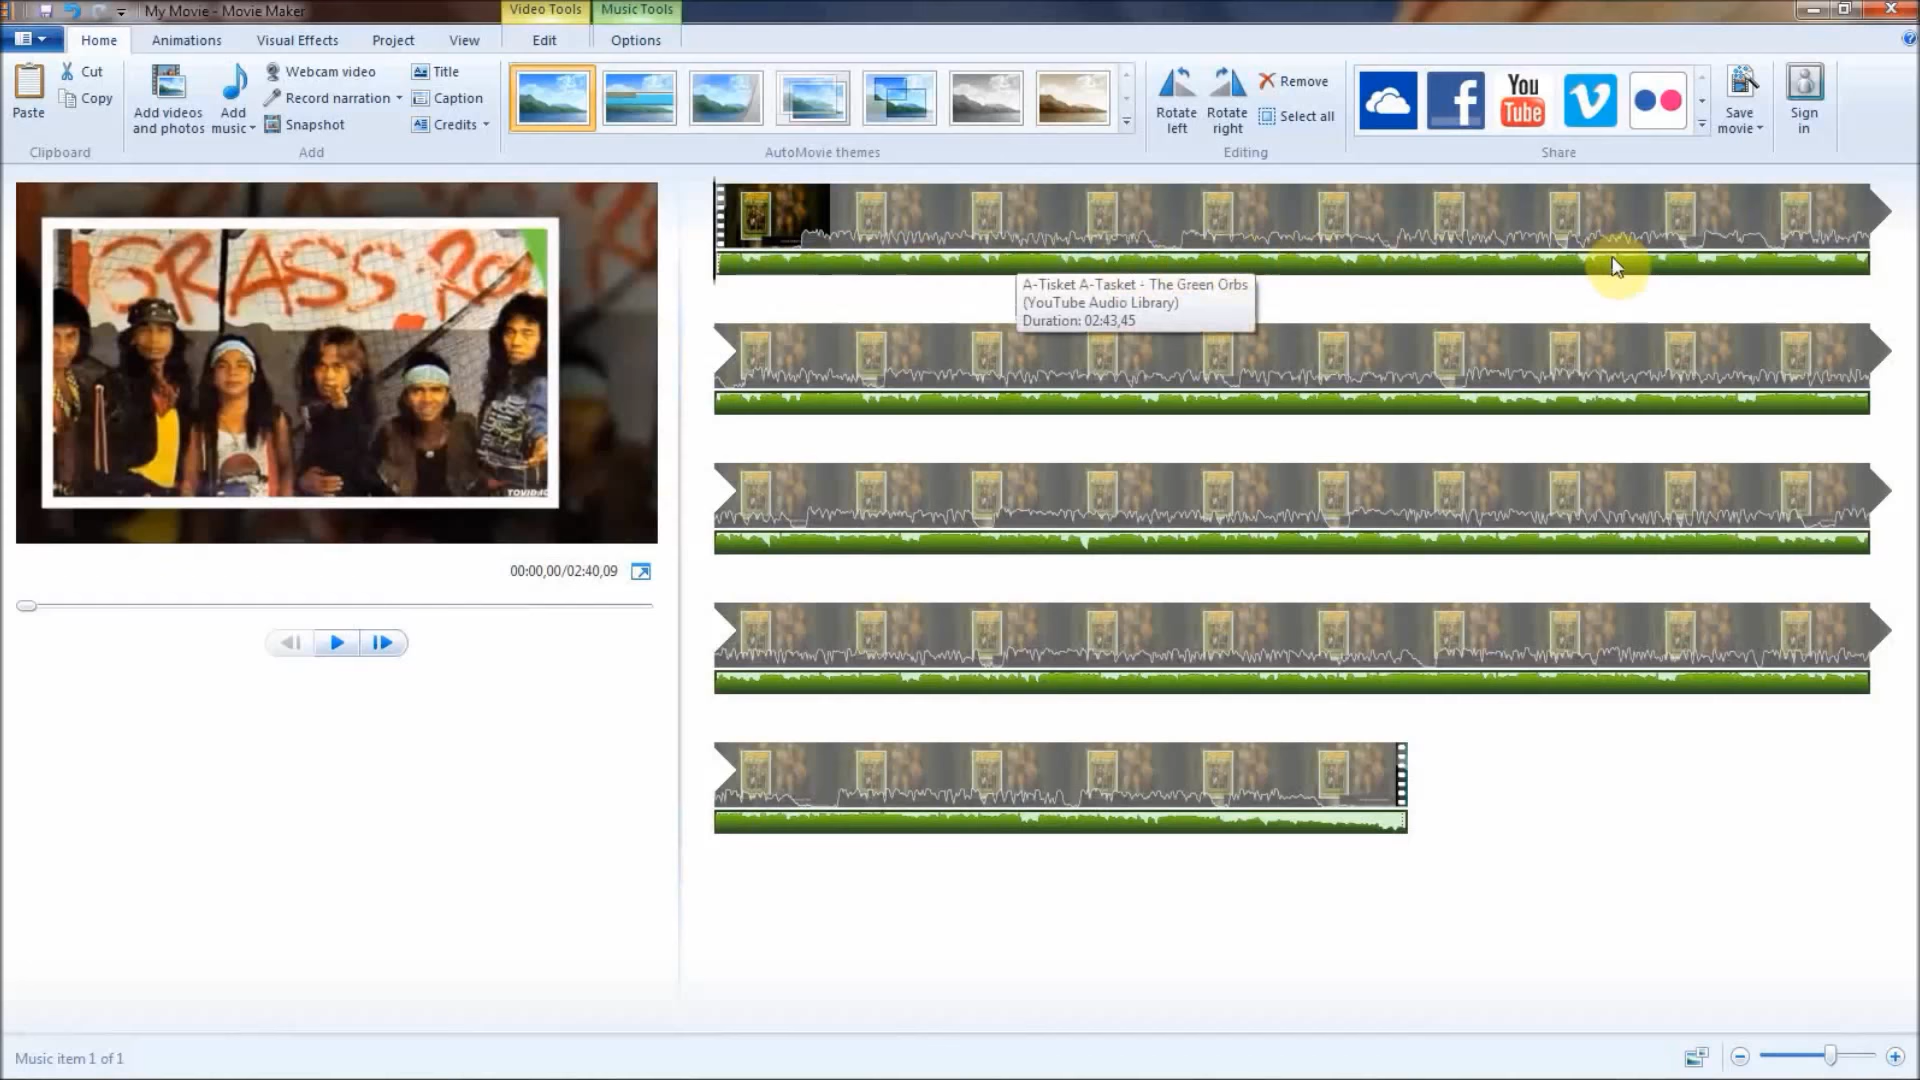 My Movie - Movie Maker
Video Tools
Music Tools
Home
Animations
Visual Effects
Project
View
Edit
Options
Paste
Cut
Copy
Clipboard
Add videos
and photos
Add
music
Webcam video
Record narration
Snapshot
Title
Caption
Credits
Add
AutoMovie themes
Rotate
left
Rotate
right
Remove
Select all
Editing
f
You
Tube
V
Share
Save
movie
Sign
in
GRASS RO
00:00,00/02:40,09
A-Tisket A-Tasket - The Green Orbs
(YouTube Audio Library)
Duration: 02:43,45
Music item 1 of 1